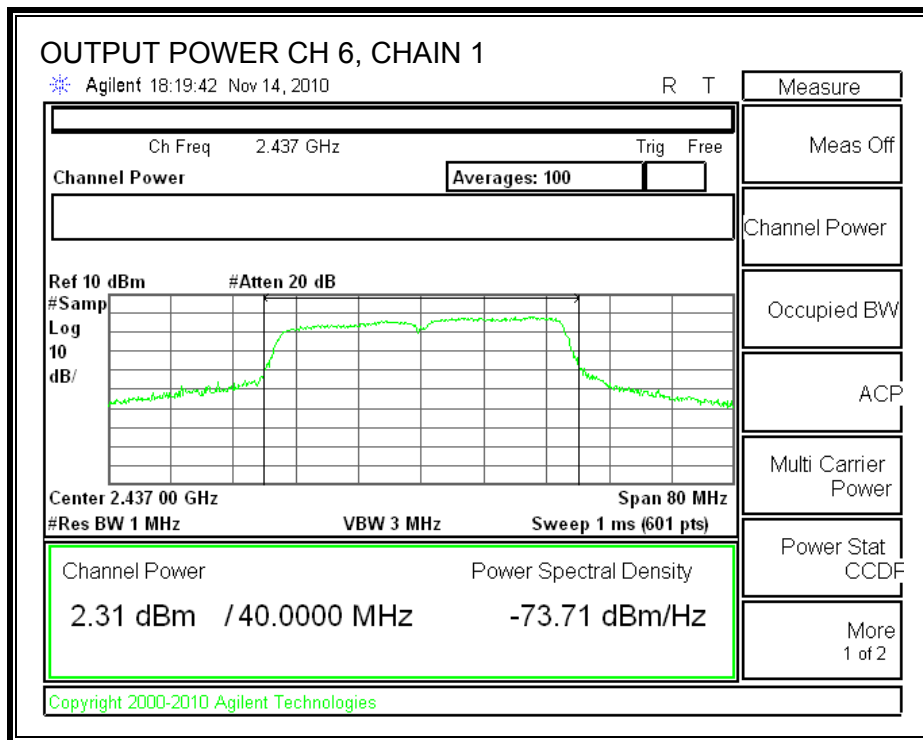 OUTPUT POWER CH 6, CHAIN 1
Agilent 18:19:42 Nov 14, 2010 R T
Ch Freq 2.437 GHz Trig Free
Channel Power Averages: 100
Ref 10 dBm #Atten 20 dB
#Samp
Log
10
dB/
Center 2.437 00 GHz Span 80 MHz
#Res BW 1 MHz VBW 3 MHz Sweep 1 ms (601 pts)
Channel Power Power Spectral Density
2.31 dBm / 40.0000 MHz -73.71 dBm/Hz
Copyright 2000-2010 Agilent Technologies
Measure
Meas Off
Channel Power
Occupied BW
ACP
Multi Carrier
Power
Power Stat
CCDF
More
1 of 2